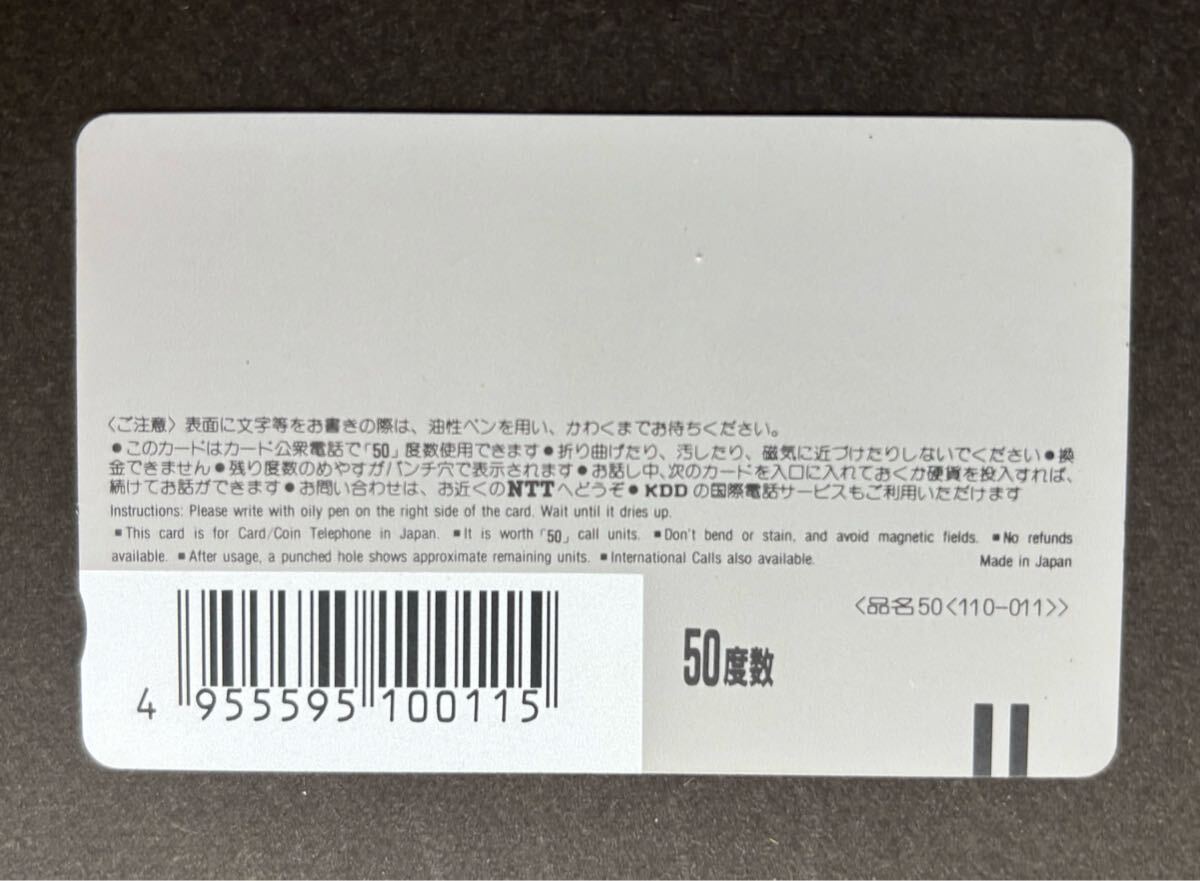 〈ご注意〉表面に文字等をお書きの際は、油性ペンを用い、かわくまでお待ちください。
●このカードはカード公衆電話で「50」度数使用できます●折り曲げたり、汚したり、磁気に近づけたりしないでください●換
金できません●残り度数のめやすがパンチ穴で表示されます●お話し中、次のカードを入口に入れておくか硬貨を投入すれば、
続けてお話ができます●お問い合わせは、お近くのNTTへどうぞ●KDDの国際電話サービスもご利用いただけます
Instructions: Please write with oily pen on the right side of the card. Wait until it dries up.
■This card is for Card/Coin Telephone in Japan. ■It is worth「50」call units. ■Don't bend or stain, and avoid magnetic fields. ■No refunds
available. ■After usage, a punched hole shows approximate remaining units. ■International Calls also available. Made in Japan
〈品名50〈110-011〉〉
50度数
4 955595 100115